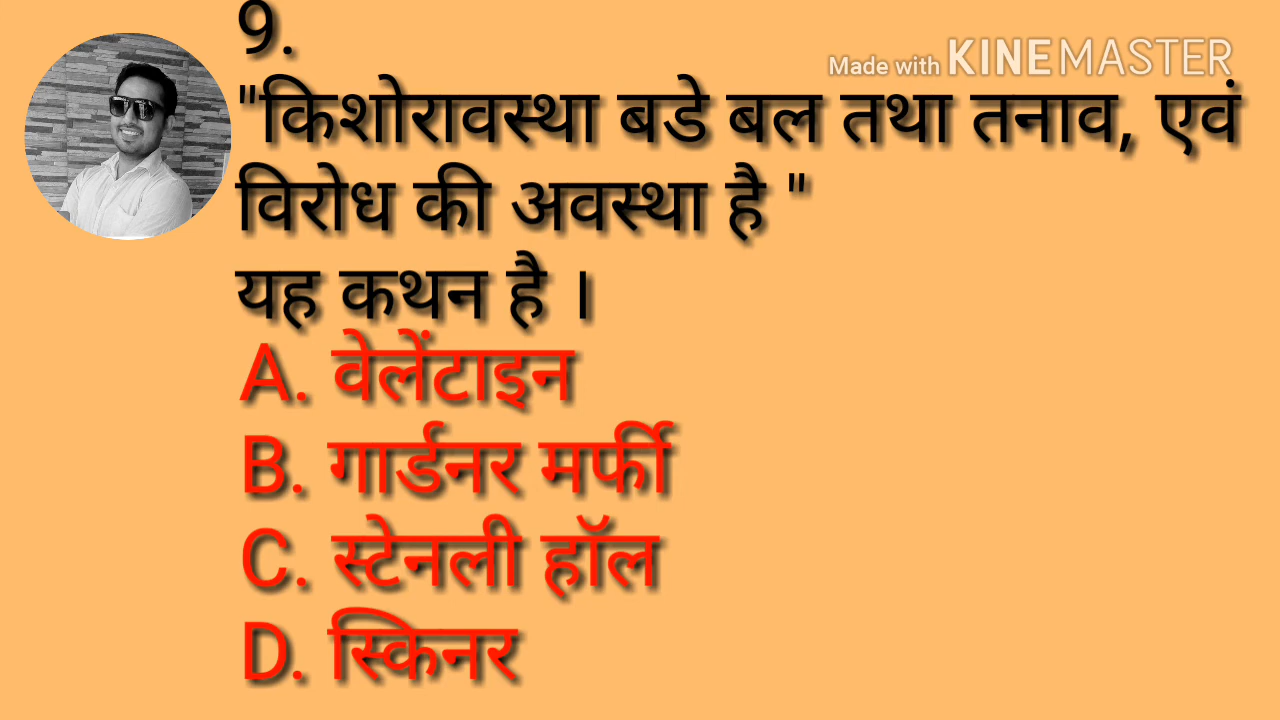 9.
Made with KINEMASTER
"किशोरावस्था बडे बल तथा तनाव, एवं
विरोध की अवस्था है "
यह कथन है ।
A. वेलेंटाइन
B. गार्डनर मर्फी
C. स्टेनली हॉल
D. स्किनर